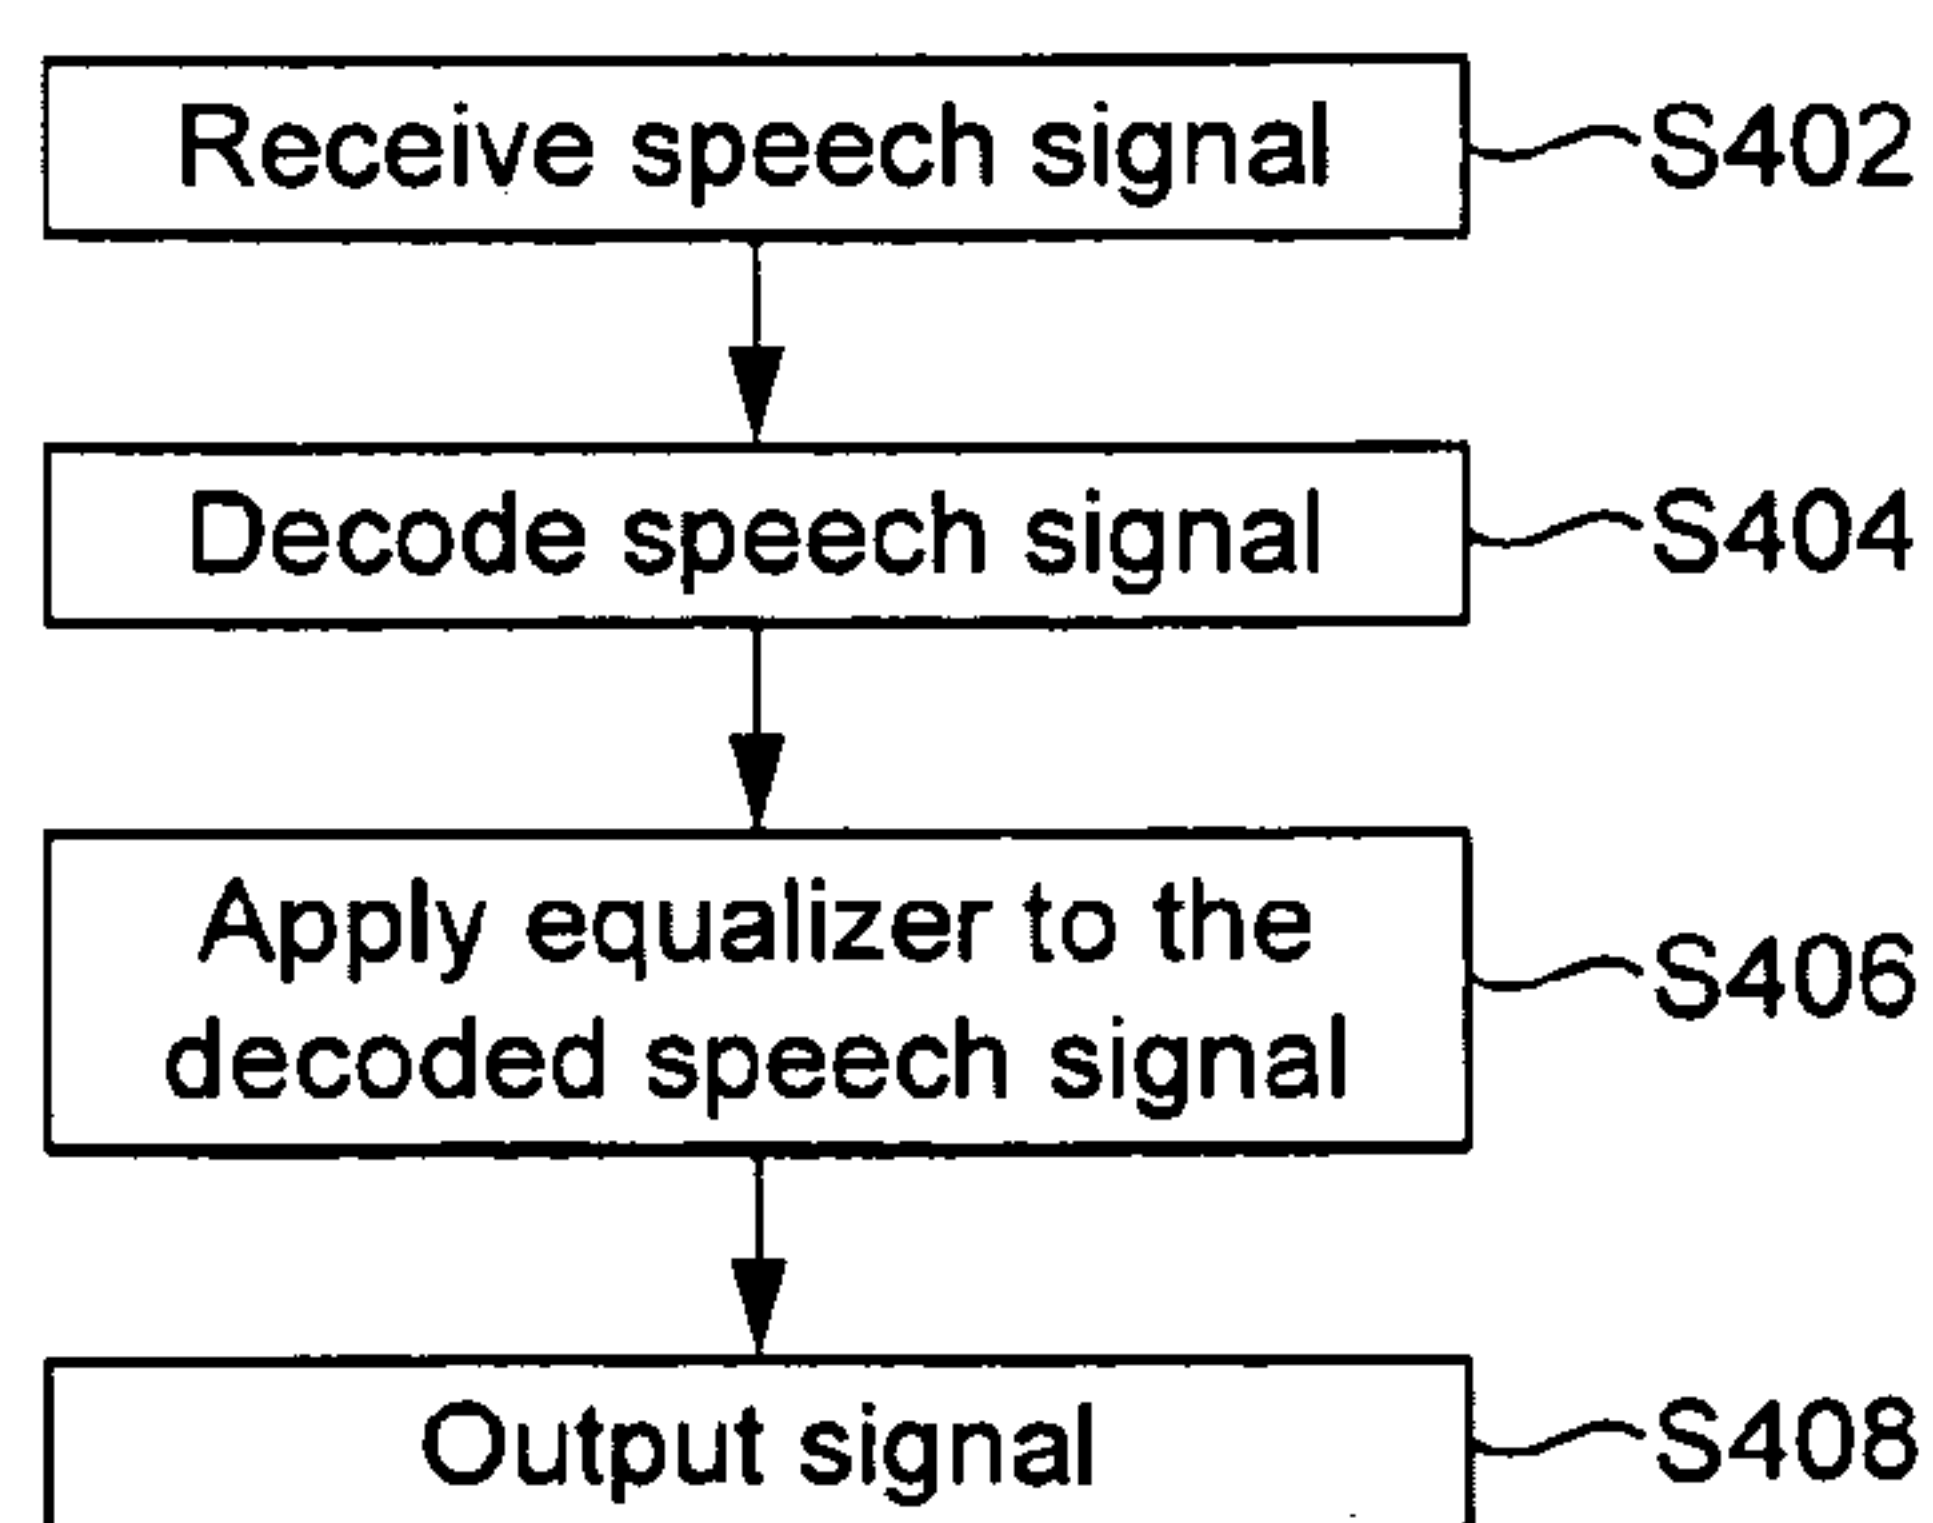 Receive speech signal S402
Decode speech signal S404
Apply equalizer to the
decoded speech signal S406
Output signal S408